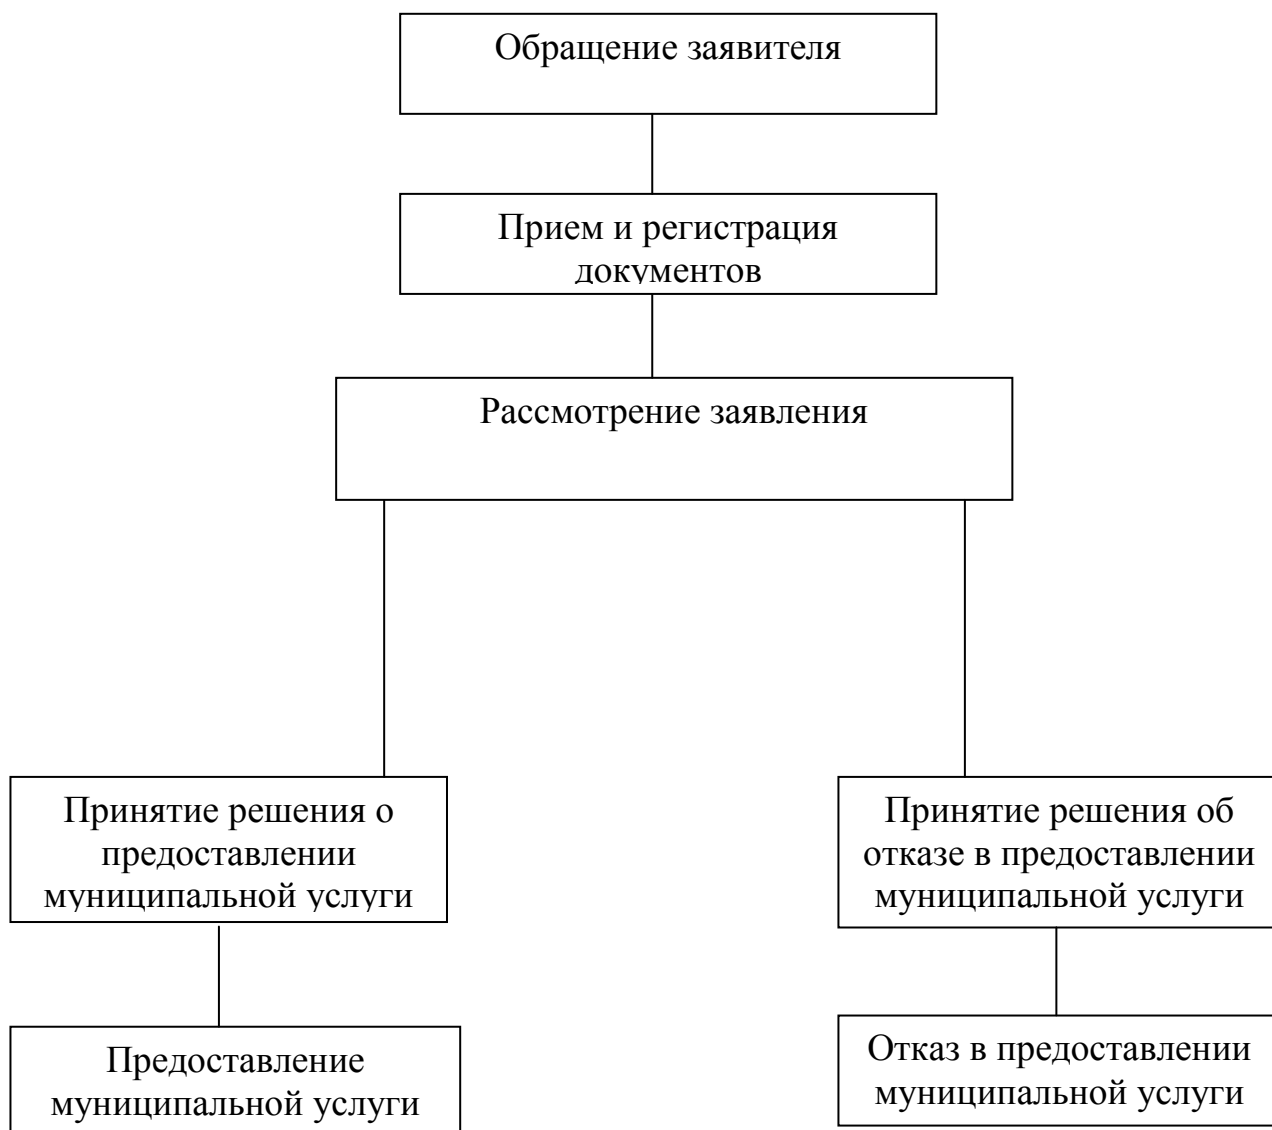 Обращение заявителя
Прием и регистрация
документов
Рассмотрение заявления
Принятие решения о
предоставлении
муниципальной услуги
Принятие решения об
отказе в предоставлении
муниципальной услуги
Предоставление
муниципальной услуги
Отказ в предоставлении
муниципальной услуги